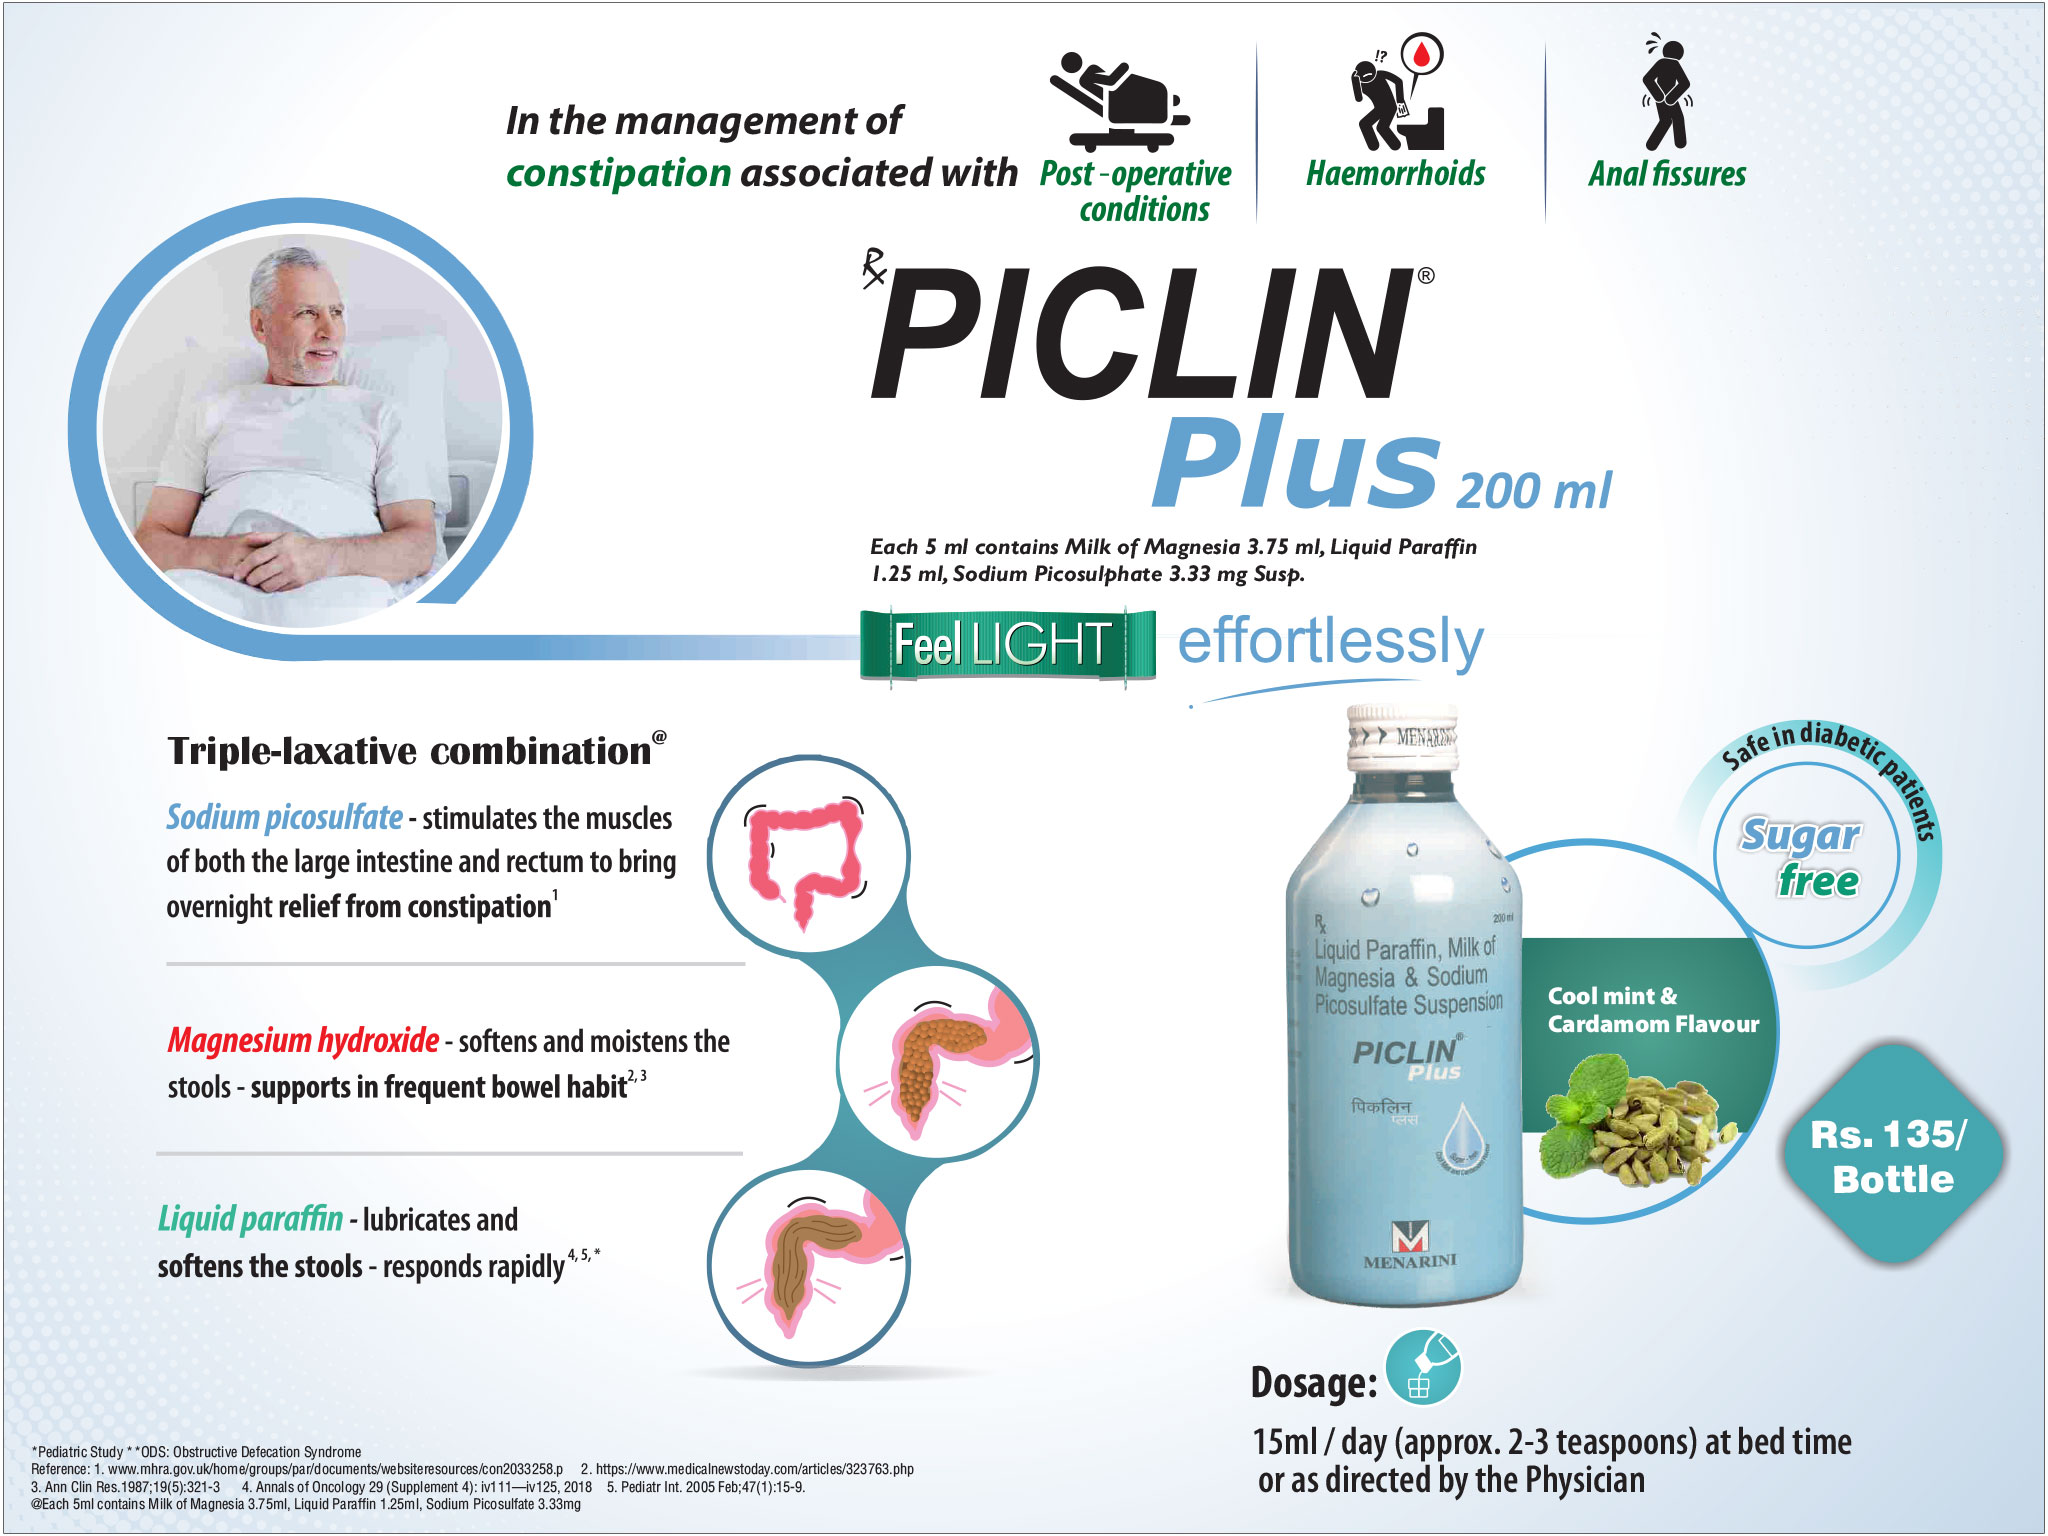 In the management of
constipation associated with
Post -operative
conditions
!?
Haemorrhoids
Anal fissures
Rx PICLIN®
Plus 200 ml
Each 5 ml contains Milk of Magnesia 3.75 ml, Liquid Paraffin
1.25 ml, Sodium Picosulphate 3.33 mg Susp.
Feel LIGHT effortlessly
Triple-laxative combination@
Sodium picosulfate - stimulates the muscles
of both the large intestine and rectum to bring
overnight relief from constipation1
Magnesium hydroxide - softens and moistens the
stools - supports in frequent bowel habit2, 3
Liquid paraffin - lubricates and
softens the stools - responds rapidly4, 5, *
MENARINI
Rx
200 ml
Liquid Paraffin, Milk of
Magnesia & Sodium
Picosulfate Suspension
PICLIN®
Plus
पिकलिन
प्लस
Sugar - free
Cool Mint and Cardamom Flavour
MENARINI
Safe in diabetic patients
Sugar
free
Cool mint &
Cardamom Flavour
Rs. 135/
Bottle
Dosage:
15ml / day (approx. 2-3 teaspoons) at bed time
or as directed by the Physician
*Pediatric Study **ODS: Obstructive Defecation Syndrome
Reference: 1. www.mhra.gov.uk/home/groups/par/documents/websiteresources/con2033258.p 2. https://www.medicalnewstoday.com/articles/323763.php
3. Ann Clin Res.1987;19(5):321-3 4. Annals of Oncology 29 (Supplement 4): iv111—iv125, 2018 5. Pediatr Int. 2005 Feb;47(1):15-9.
@Each 5ml contains Milk of Magnesia 3.75ml, Liquid Paraffin 1.25ml, Sodium Picosulfate 3.33mg